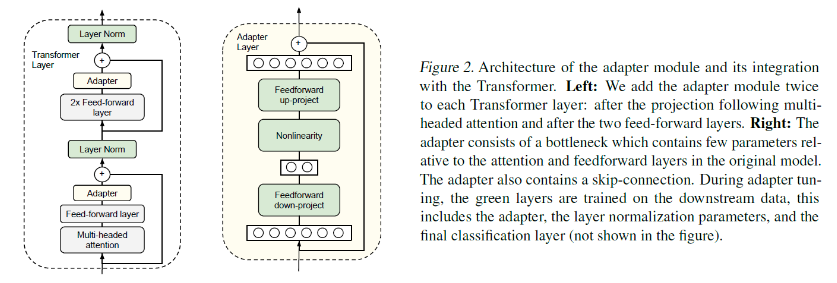 Layer Norm
Transformer
Layer
Adapter
2x Feed-forward
layer
Layer Norm
Adapter
Feed-forward layer
Multi-headed
attention
Adapter
Layer
Feedforward
up-project
Nonlinearity
Feedforward
down-project
Figure 2. Architecture of the adapter module and its integration
with the Transformer. Left: We add the adapter module twice
to each Transformer layer: after the projection following multi-
headed attention and after the two feed-forward layers. Right: The
adapter consists of a bottleneck which contains few parameters rel-
ative to the attention and feedforward layers in the original model.
The adapter also contains a skip-connection. During adapter tun-
ing, the green layers are trained on the downstream data, this
includes the adapter, the layer normalization parameters, and the
final classification layer (not shown in the figure).